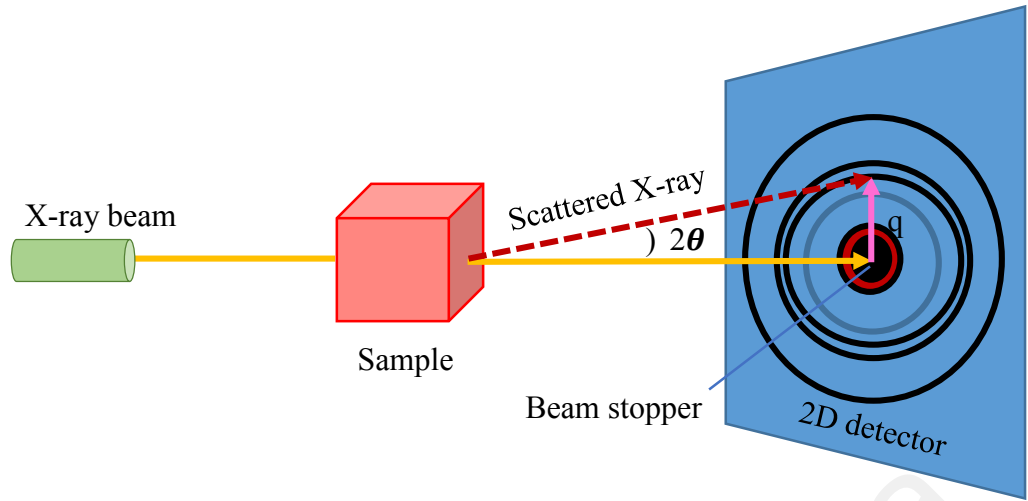 X-ray beam
Sample
Scattered X-ray
) 2θ
q
Beam stopper
2D detector